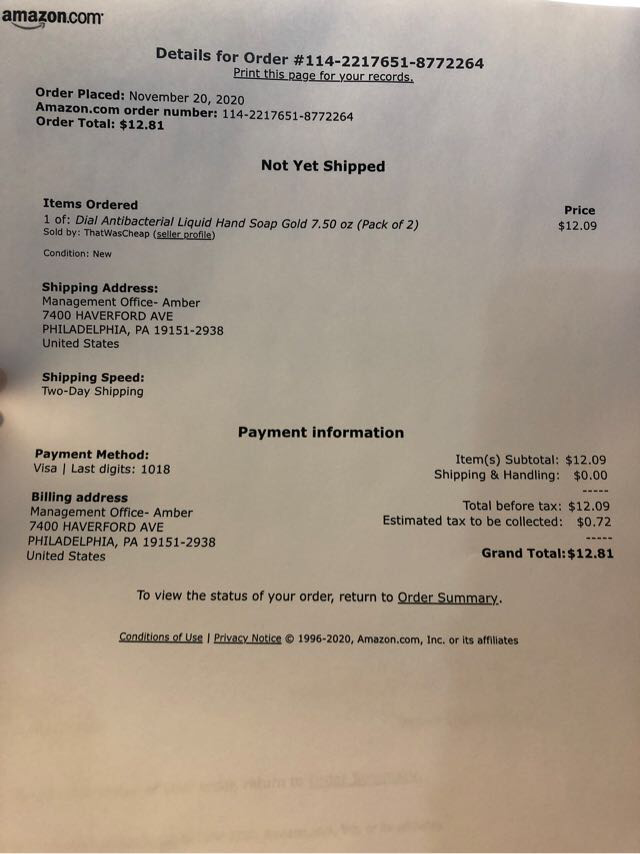 amazon.com
Details for Order #114-2217651-8772264
Print this page for your records.
Order Placed: November 20, 2020
Amazon.com order number: 114-2217651-8772264
Order Total: $12.81
Not Yet Shipped
Items Ordered Price
1 of: Dial Antibacterial Liquid Hand Soap Gold 7.50 oz (Pack of 2) $12.09
Sold by: ThatWasCheap (seller profile)
Condition: New
Shipping Address:
Management Office- Amber
7400 HAVERFORD AVE
PHILADELPHIA, PA 19151-2938
United States
Shipping Speed:
Two-Day Shipping
Payment information
Payment Method:
Visa | Last digits: 1018
Billing address
Management Office- Amber
7400 HAVERFORD AVE
PHILADELPHIA, PA 19151-2938
United States
Item(s) Subtotal: $12.09
Shipping & Handling: $0.00
-----
Total before tax: $12.09
Estimated tax to be collected: $0.72
-----
Grand Total: $12.81
To view the status of your order, return to Order Summary.
Conditions of Use | Privacy Notice © 1996-2020, Amazon.com, Inc. or its affiliates